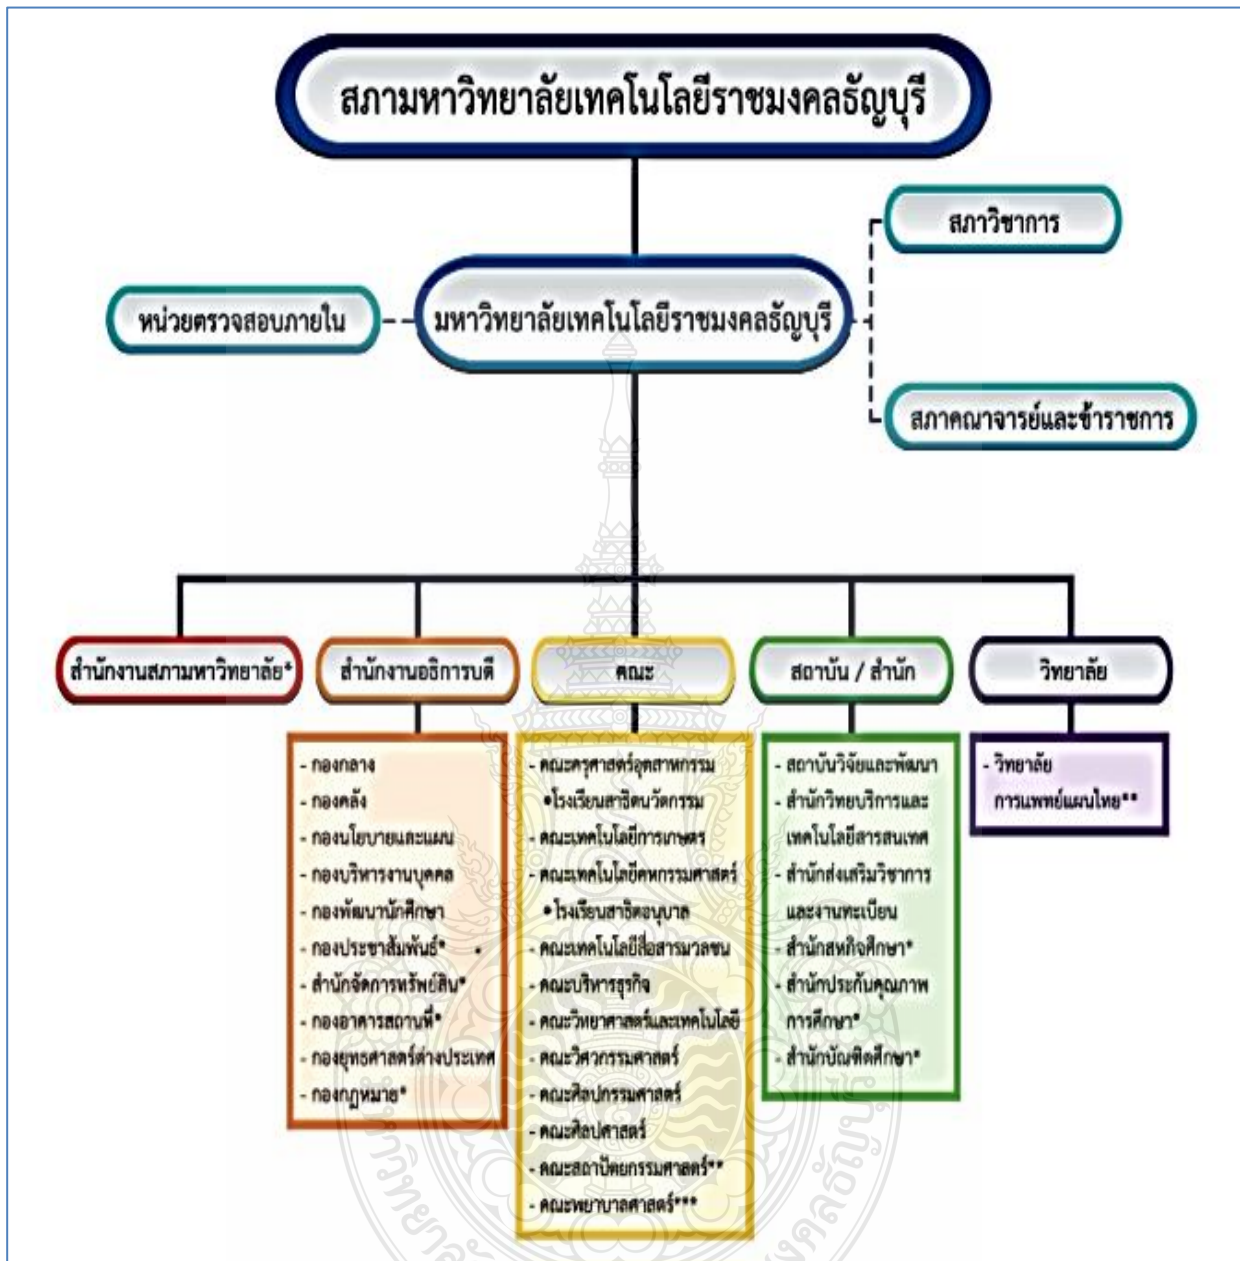 สภามหาวิทยาลัยเทคโนโลยีราชมงคลธัญบุรี
สภาวิชาการ
หน่วยตรวจสอบภายใน
มหาวิทยาลัยเทคโนโลยีราชมงคลธัญบุรี
สภาคณาจารย์และข้าราชการ
สำนักงานสภามหาวิทยาลัย*
สำนักงานอธิการบดี
คณะ
สถาบัน / สำนัก
วิทยาลัย
- กองกลาง
- กองคลัง
- กองนโยบายและแผน
- กองบริหารงานบุคคล
- กองพัฒนานักศึกษา
- กองประชาสัมพันธ์*
- สำนักจัดการทรัพย์สิน*
- กองอาคารสถานที่*
- กองยุทธศาสตร์ต่างประเทศ
- กองกฎหมาย*
- คณะครุศาสตร์อุตสาหกรรม
•โรงเรียนสาธิตนวัตกรรม
- คณะเทคโนโลยีการเกษตร
- คณะเทคโนโลยีคหกรรมศาสตร์
•โรงเรียนสาธิตอนุบาล
- คณะเทคโนโลยีสื่อสารมวลชน
- คณะบริหารธุรกิจ
- คณะวิทยาศาสตร์และเทคโนโลยี
- คณะวิศวกรรมศาสตร์
- คณะศิลปกรรมศาสตร์
- คณะศิลปศาสตร์
- คณะสถาปัตยกรรมศาสตร์**
- คณะพยาบาลศาสตร์***
- สถาบันวิจัยและพัฒนา
- สำนักวิทยบริการและ
เทคโนโลยีสารสนเทศ
- สำนักส่งเสริมวิชาการ
และงานทะเบียน
- สำนักสหกิจศึกษา*
- สำนักประกันคุณภาพ
การศึกษา*
- สำนักบัณฑิตศึกษา*
- วิทยาลัย
การแพทย์แผนไทย**